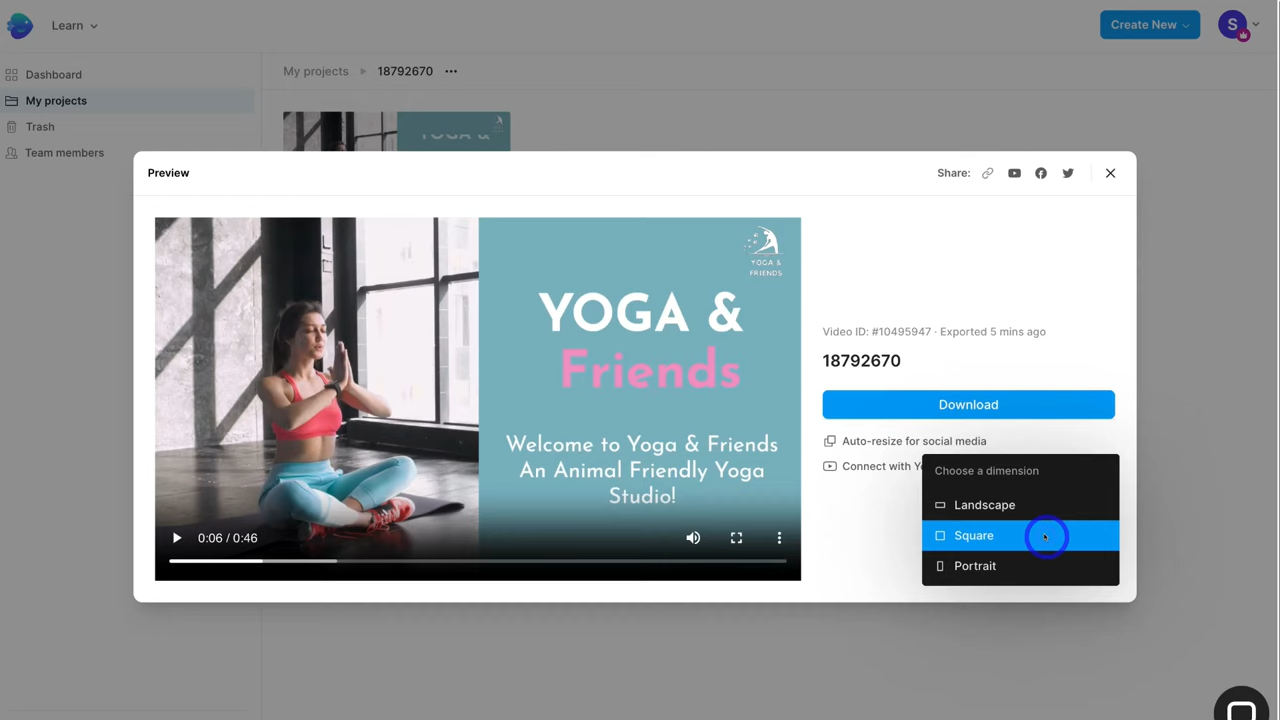 Learn
Create New
S
Dashboard
My projects
Trash
Team members
My projects
18792670
YOGA &
Preview
Share:
YOGA &
FRIENDS
YOGA &
Friends
Welcome to Yoga & Friends
An Animal Friendly Yoga
Studio!
0:06 / 0:46
Video ID: #10495947 · Exported 5 mins ago
18792670
Download
Auto-resize for social media
Connect with
Choose a dimension
Landscape
Square
Portrait